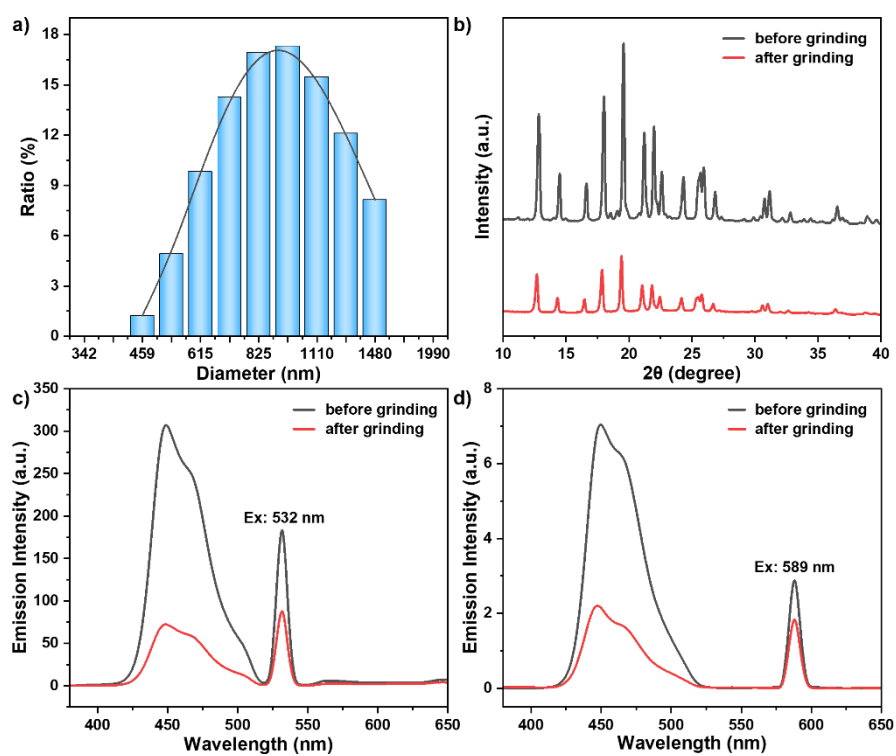 a)
18
15
12
9
6
3
0
Ratio (%)
342 459 615 825 1110 1480 1990
Diameter (nm)
b)
before grinding
after grinding
Intensity (a.u.)
10 15 20 25 30 35 40
2θ (degree)
c)
350
300
250
200
150
100
50
0
before grinding
after grinding
Ex: 532 nm
Emission Intensity (a.u.)
400 450 500 550 600 650
Wavelength (nm)
d)
8
6
4
2
0
before grinding
after grinding
Ex: 589 nm
Emission Intensity (a.u.)
400 450 500 550 600 650
Wavelength (nm)